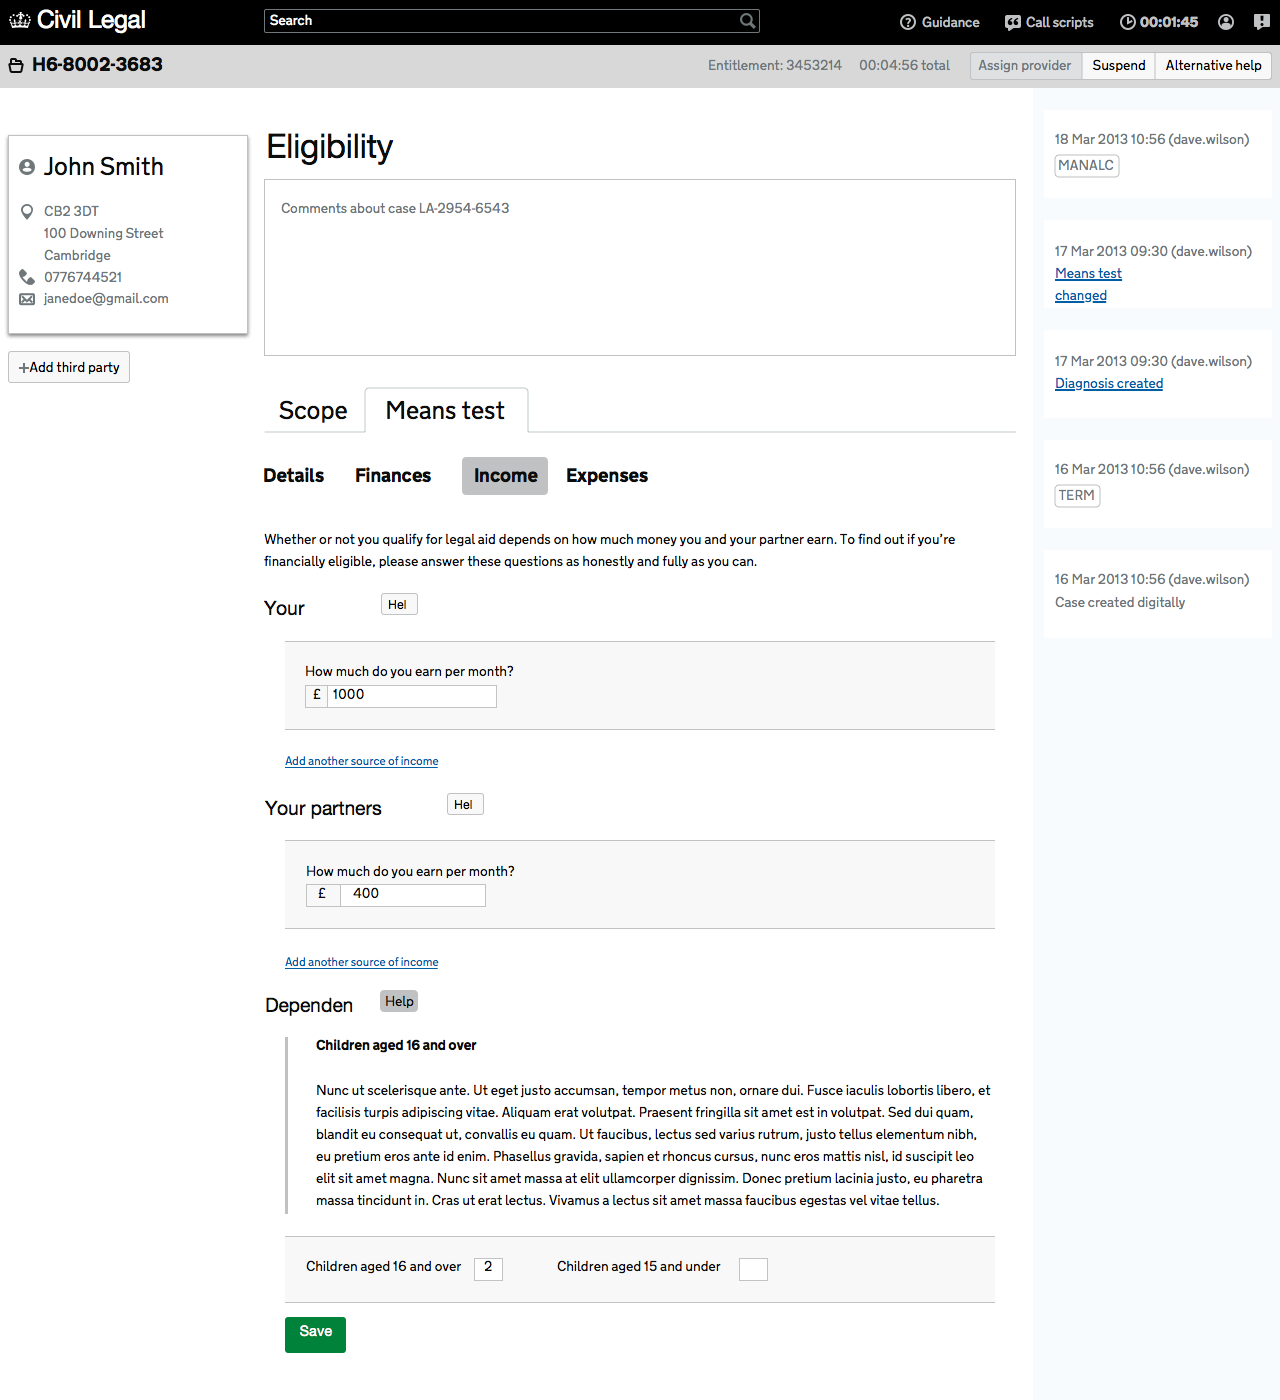 Civil Legal
Search
Guidance
Call scripts
00:01:45
H6-8002-3683
Entitlement: 3453214
00:04:56 total
Assign provider
Suspend
Alternative help
John Smith
CB2 3DT
100 Downing Street
Cambridge
0776744521
janedoe@gmail.com
+Add third party
Eligibility
Comments about case LA-2954-6543
Scope
Means test
Details
Finances
Income
Expenses
Whether or not you qualify for legal aid depends on how much money you and your partner earn. To find out if you're
financially eligible, please answer these questions as honestly and fully as you can.
Your
Hel
How much do you earn per month?
£ 1000
Add another source of income
Your partners
Hel
How much do you earn per month?
£ 400
Add another source of income
Dependen
Help
Children aged 16 and over
Nunc ut scelerisque ante. Ut eget justo accumsan, tempor metus non, ornare dui. Fusce iaculis lobortis libero, et
facilisis turpis adipiscing vitae. Aliquam erat volutpat. Praesent fringilla sit amet est in volutpat. Sed dui quam,
blandit eu consequat ut, convallis eu quam. Ut faucibus, lectus sed varius rutrum, justo tellus elementum nibh,
eu pretium eros ante id enim. Phasellus gravida, sapien et rhoncus cursus, nunc eros mattis nisl, id suscipit leo
elit sit amet magna. Nunc sit amet massa at elit ullamcorper dignissim. Donec pretium lacinia justo, eu pharetra
massa tincidunt in. Cras ut erat lectus. Vivamus a lectus sit amet massa faucibus egestas vel vitae tellus.
Children aged 16 and over 2
Children aged 15 and under
Save
18 Mar 2013 10:56 (dave.wilson)
MANALC
17 Mar 2013 09:30 (dave.wilson)
Means test
changed
17 Mar 2013 09:30 (dave.wilson)
Diagnosis created
16 Mar 2013 10:56 (dave.wilson)
TERM
16 Mar 2013 10:56 (dave.wilson)
Case created digitally